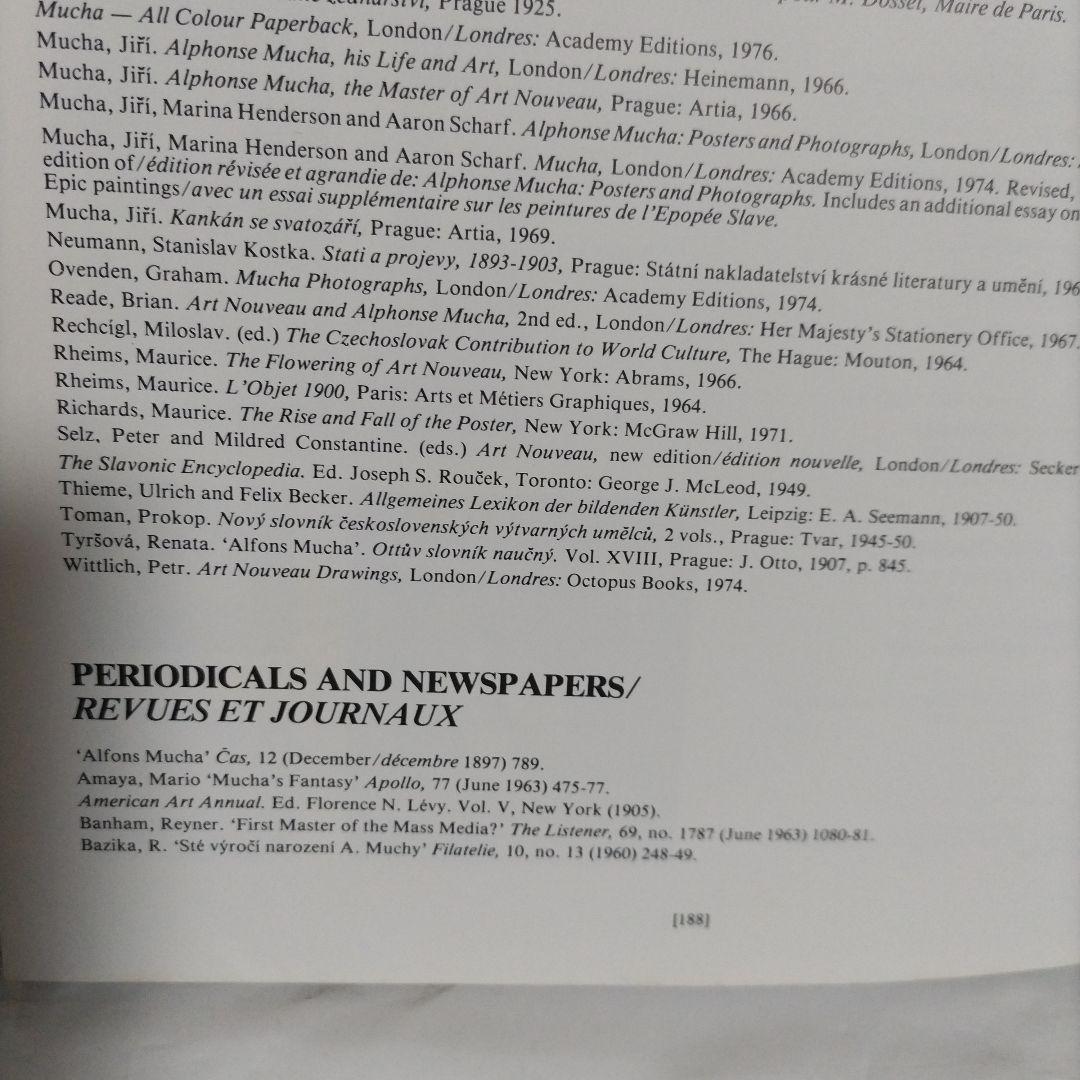 Prague 1925.
Dosset, Maire de Paris.
Mucha — All Colour Paperback, London/Londres: Academy Editions, 1976.
Mucha, Jiří. Alphonse Mucha, his Life and Art, London/Londres: Heinemann, 1966.
Mucha, Jiří. Alphonse Mucha, the Master of Art Nouveau, Prague: Artia, 1966.
Mucha, Jiří, Marina Henderson and Aaron Scharf. Alphonse Mucha: Posters and Photographs, London/Londres:
Mucha, Jiří, Marina Henderson and Aaron Scharf. Mucha, London/Londres: Academy Editions, 1974. Revised,
edition of/édition révisée et agrandie de: Alphonse Mucha: Posters and Photographs. Includes an additional essay on
Epic paintings/avec un essai supplémentaire sur les peintures de l'Epopée Slave.
Mucha, Jiří. Kankán se svatozáří, Prague: Artia, 1969.
Neumann, Stanislav Kostka. Stati a projevy, 1893-1903, Prague: Státní nakladatelství krásné literatury a umění, 196
Ovenden, Graham. Mucha Photographs, London/Londres: Academy Editions, 1974.
Reade, Brian. Art Nouveau and Alphonse Mucha, 2nd ed., London/Londres: Her Majesty's Stationery Office, 1967.
Rechcígl, Miloslav. (ed.) The Czechoslovak Contribution to World Culture, The Hague: Mouton, 1964.
Rheims, Maurice. The Flowering of Art Nouveau, New York: Abrams, 1966.
Rheims, Maurice. L'Objet 1900, Paris: Arts et Métiers Graphiques, 1964.
Richards, Maurice. The Rise and Fall of the Poster, New York: McGraw Hill, 1971.
Selz, Peter and Mildred Constantine. (eds.) Art Nouveau, new edition/édition nouvelle, London/Londres: Secker
The Slavonic Encyclopedia. Ed. Joseph S. Rouček, Toronto: George J. McLeod, 1949.
Thieme, Ulrich and Felix Becker. Allgemeines Lexikon der bildenden Künstler, Leipzig: E. A. Seemann, 1907-50.
Toman, Prokop. Nový slovník československých výtvarných umělců, 2 vols., Prague: Tvar, 1945-50.
Tyršová, Renata. 'Alfons Mucha'. Ottův slovník naučný. Vol. XVIII, Prague: J. Otto, 1907, p. 845.
Wittlich, Petr. Art Nouveau Drawings, London/Londres: Octopus Books, 1974.
PERIODICALS AND NEWSPAPERS/
REVUES ET JOURNAUX
'Alfons Mucha' Čas, 12 (December/décembre 1897) 789.
Amaya, Mario 'Mucha's Fantasy' Apollo, 77 (June 1963) 475-77.
American Art Annual. Ed. Florence N. Lévy. Vol. V, New York (1905).
Banham, Reyner. 'First Master of the Mass Media?' The Listener, 69, no. 1787 (June 1963) 1080-81.
Bazika, R. 'Sté výročí narození A. Muchy' Filatelie, 10, no. 13 (1960) 248-49.
[188]